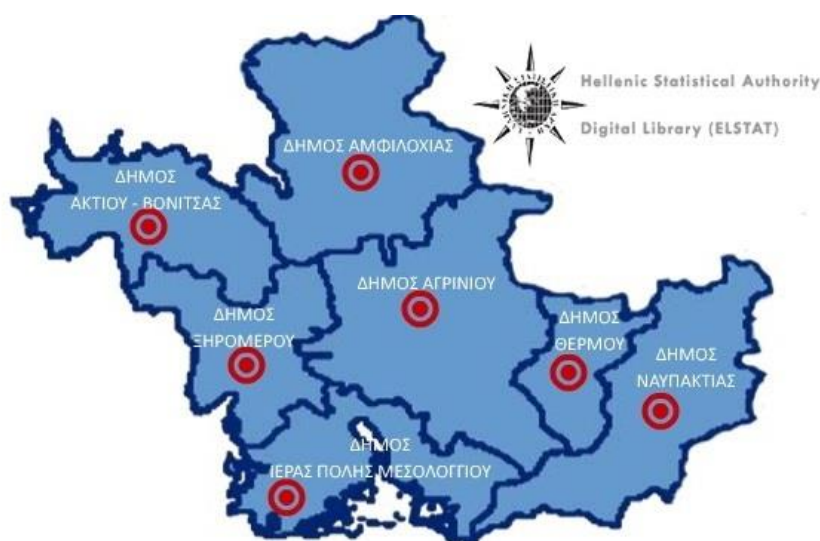 Hellenic Statistical Authority
Digital Library (ELSTAT)
ΔΗΜΟΣ ΑΜΦΙΛΟΧΙΑΣ
ΔΗΜΟΣ
ΑΚΤΙΟΥ - ΒΟΝΙΤΣΑΣ
ΔΗΜΟΣ ΑΓΡΙΝΙΟΥ
ΔΗΜΟΣ
ΞΗΡΟΜΕΡΟΥ
ΔΗΜΟΣ
ΘΕΡΜΟΥ
ΔΗΜΟΣ
ΝΑΥΠΑΚΤΙΑΣ
ΔΗΜΟΣ
ΙΕΡΑΣ ΠΟΛΗΣ ΜΕΣΟΛΟΓΓΙΟΥ